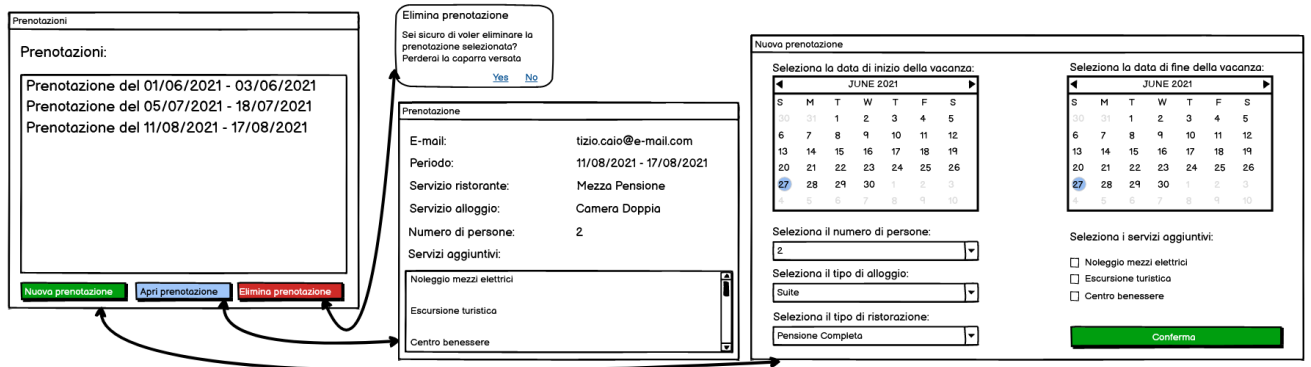 Prenotazioni
Prenotazioni:
Prenotazione del 01/06/2021 - 03/06/2021
Prenotazione del 05/07/2021 - 18/07/2021
Prenotazione del 11/08/2021 - 17/08/2021
Nuova prenotazione
Apri prenotazione
Elimina prenotazione
Elimina prenotazione
Sei sicuro di voler eliminare la
prenotazione selezionata?
Perderai la caparra versata
Yes No
Prenotazione
E-mail: tizio.caio@e-mail.com
Periodo: 11/08/2021 - 17/08/2021
Servizio ristorante: Mezza Pensione
Servizio alloggio: Camera Doppia
Numero di persone: 2
Servizi aggiuntivi:
Noleggio mezzi elettrici
Escursione turistica
Centro benessere
Nuova prenotazione
Seleziona la data di inizio della vacanza:
JUNE 2021
S M T W T F S
30 31 1 2 3 4 5
6 7 8 9 10 11 12
13 14 15 16 17 18 19
20 21 22 23 24 25 26
27 28 29 30 1 2 3
4 5 6 7 8 9 10
Seleziona il numero di persone:
2
Seleziona il tipo di alloggio:
Suite
Seleziona il tipo di ristorazione:
Pensione Completa
Seleziona la data di fine della vacanza:
JUNE 2021
S M T W T F S
30 31 1 2 3 4 5
6 7 8 9 10 11 12
13 14 15 16 17 18 19
20 21 22 23 24 25 26
27 28 29 30 1 2 3
4 5 6 7 8 9 10
Seleziona i servizi aggiuntivi:
Noleggio mezzi elettrici
Escursione turistica
Centro benessere
Conferma